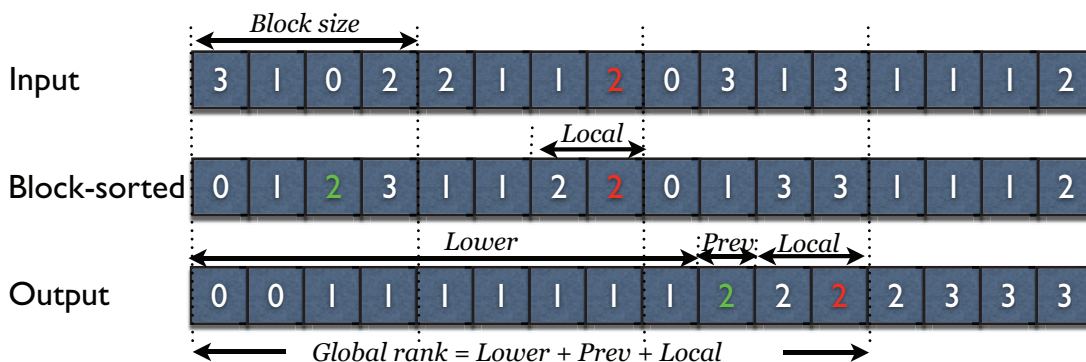 Block size
Input 3 1 0 2 2 1 1 2 0 3 1 3 1 1 1 2
Local
Block-sorted 0 1 2 3 1 1 2 2 0 1 3 3 1 1 1 2
Lower Prev Local
Output 0 0 1 1 1 1 1 1 1 2 2 2 2 3 3 3
Global rank = Lower + Prev + Local